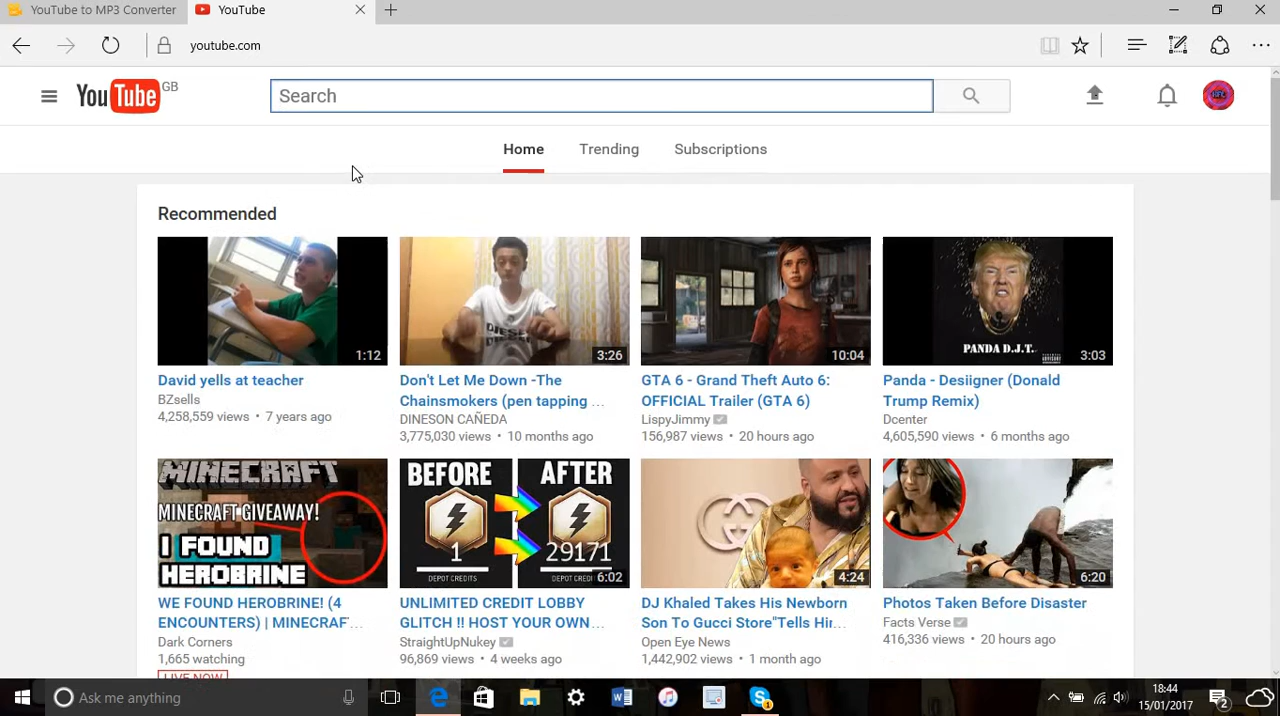 YouTube to MP3 Converter
YouTube
youtube.com
YouTube GB
Search
Home Trending Subscriptions
Recommended
1:12
DIESEL
3:26
10:04
PANDA D.J.T.
3:03
David yells at teacher
BZsells
4,258,559 views • 7 years ago
Don't Let Me Down -The
Chainsmokers (pen tapping ...
DINESON CAÑEDA
3,775,030 views • 10 months ago
GTA 6 - Grand Theft Auto 6:
OFFICIAL Trailer (GTA 6)
LispyJimmy
156,987 views • 20 hours ago
Panda - Desiigner (Donald
Trump Remix)
Dcenter
4,605,590 views • 6 months ago
MINECRAFT
MINECRAFT GIVEAWAY!
I FOUND
HEROBRINE
BEFORE AFTER
1 29171
DEPOT CREDITS
6:02
4:24
6:20
WE FOUND HEROBRINE! (4
ENCOUNTERS) | MINECRAF...
Dark Corners
1,665 watching
LIVE NOW
UNLIMITED CREDIT LOBBY
GLITCH !! HOST YOUR OWN...
StraightUpNukey
96,869 views • 4 weeks ago
DJ Khaled Takes His Newborn
Son To Gucci Store"Tells Hir...
Open Eye News
1,442,902 views • 1 month ago
Photos Taken Before Disaster
Facts Verse
416,336 views • 20 hours ago
Ask me anything
18:44
15/01/2017
2